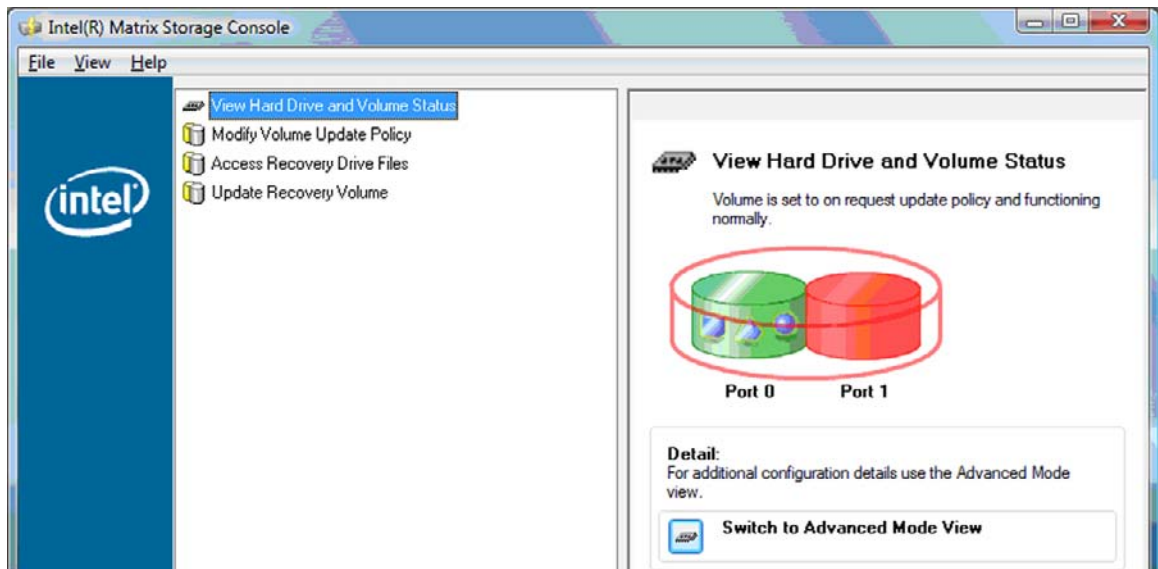 Intel(R) Matrix Storage Console
File View Help
View Hard Drive and Volume Status
Modify Volume Update Policy
Access Recovery Drive Files
Update Recovery Volume
intel
View Hard Drive and Volume Status
Volume is set to on request update policy and functioning
normally.
Port 0 Port 1
Detail:
For additional configuration details use the Advanced Mode
view.
Switch to Advanced Mode View